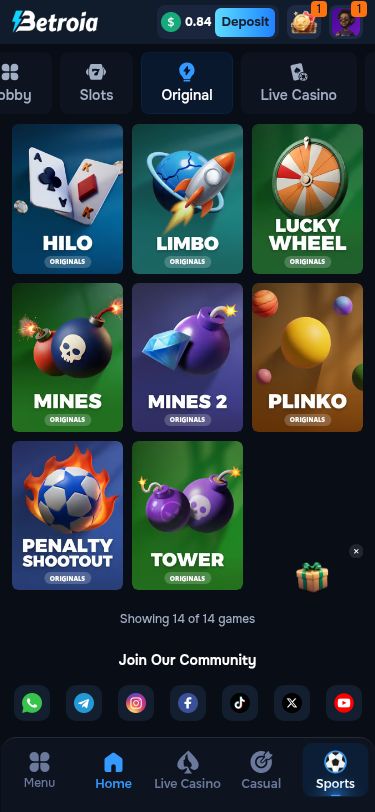 Betroia
$ 0.84 Deposit 1 1
obby Slots Original Live Casino
A K
HILO
ORIGINALS
LIMBO
ORIGINALS
LUCKY
WHEEL
ORIGINALS
MINES
ORIGINALS
MINES 2
ORIGINALS
PLINKO
ORIGINALS
PENALTY
SHOOTOUT
ORIGINALS
TOWER
ORIGINALS
Showing 14 of 14 games
Join Our Community
Menu Home Live Casino Casual Sports